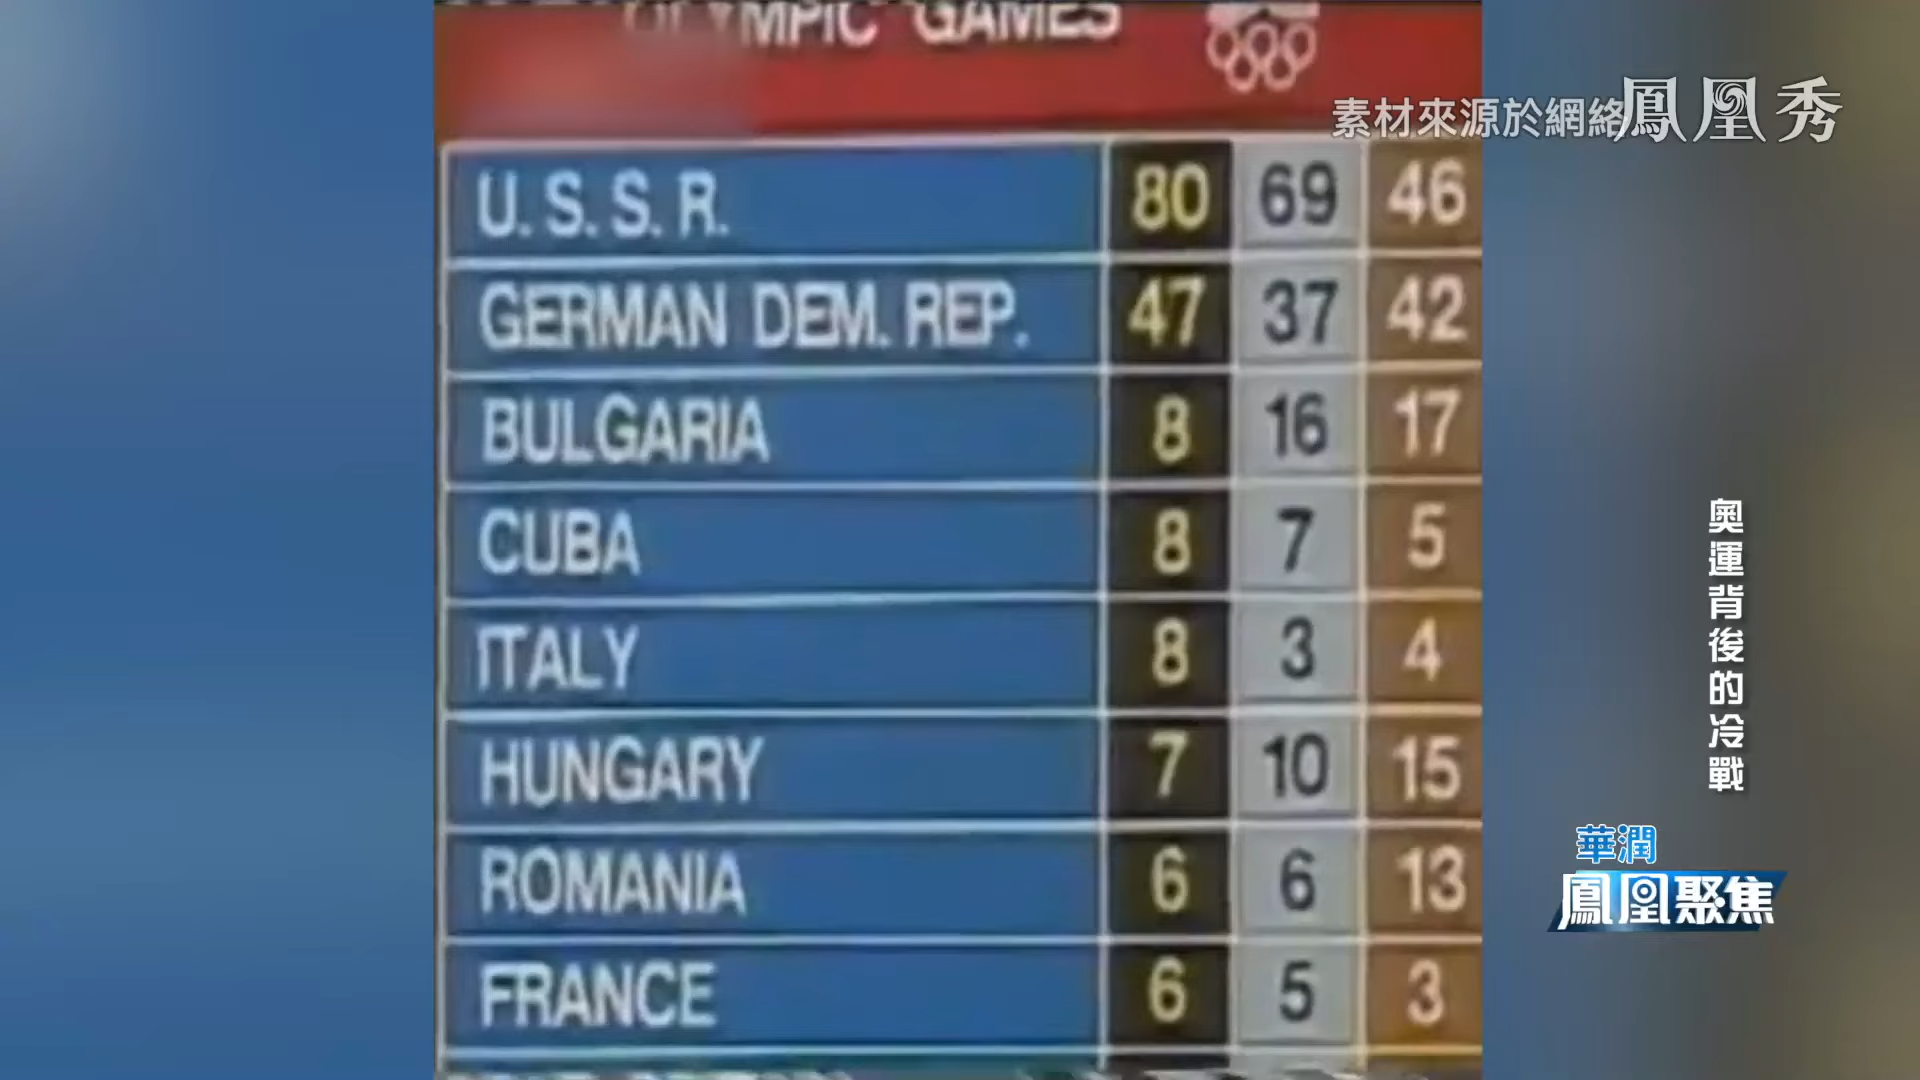 OLYMPIC GAMES
素材來源於網絡
鳳凰秀
U.S.S.R. 80 69 46
GERMAN DEM. REP. 47 37 42
BULGARIA 8 16 17
CUBA 8 7 5
ITALY 8 3 4
HUNGARY 7 10 15
ROMANIA 6 6 13
FRANCE 6 5 3
奧運背後的冷戰
華潤
鳳凰聚焦